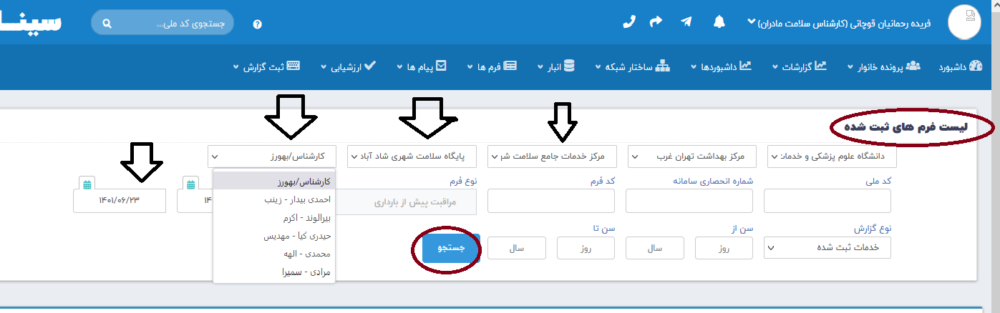 فریده رحمانیان قوچانی (کارشناس سلامت مادران)
جستجوی کد ملی...
سینا
داشبورد
پرونده خانوار
گزارشات
داشبوردها
ساختار شبکه
انبار
فرم ها
پیام ها
ارزشیابی
ثبت گزارش
لیست فرم های ثبت شده
دانشگاه علوم پزشکی و خدمات
مرکز بهداشت تهران غرب
مرکز خدمات جامع سلامت شهر
پایگاه سلامت شهری شاد آباد
کارشناس/بهورز
کارشناس/بهورز
احمدی بیدار - زینب
بیرالوند - اکرم
حیدری کیا - مهدیس
محمدی - الهه
مرادی - سمیرا
کد ملی
شماره انحصاری سامانه
کد فرم
نوع فرم
مراقبت پیش از بارداری
۱۴۰۱/۰۶/۲۳
نوع گزارش
سن از
سن تا
خدمات ثبت شده
روز
سال
روز
سال
جستجو